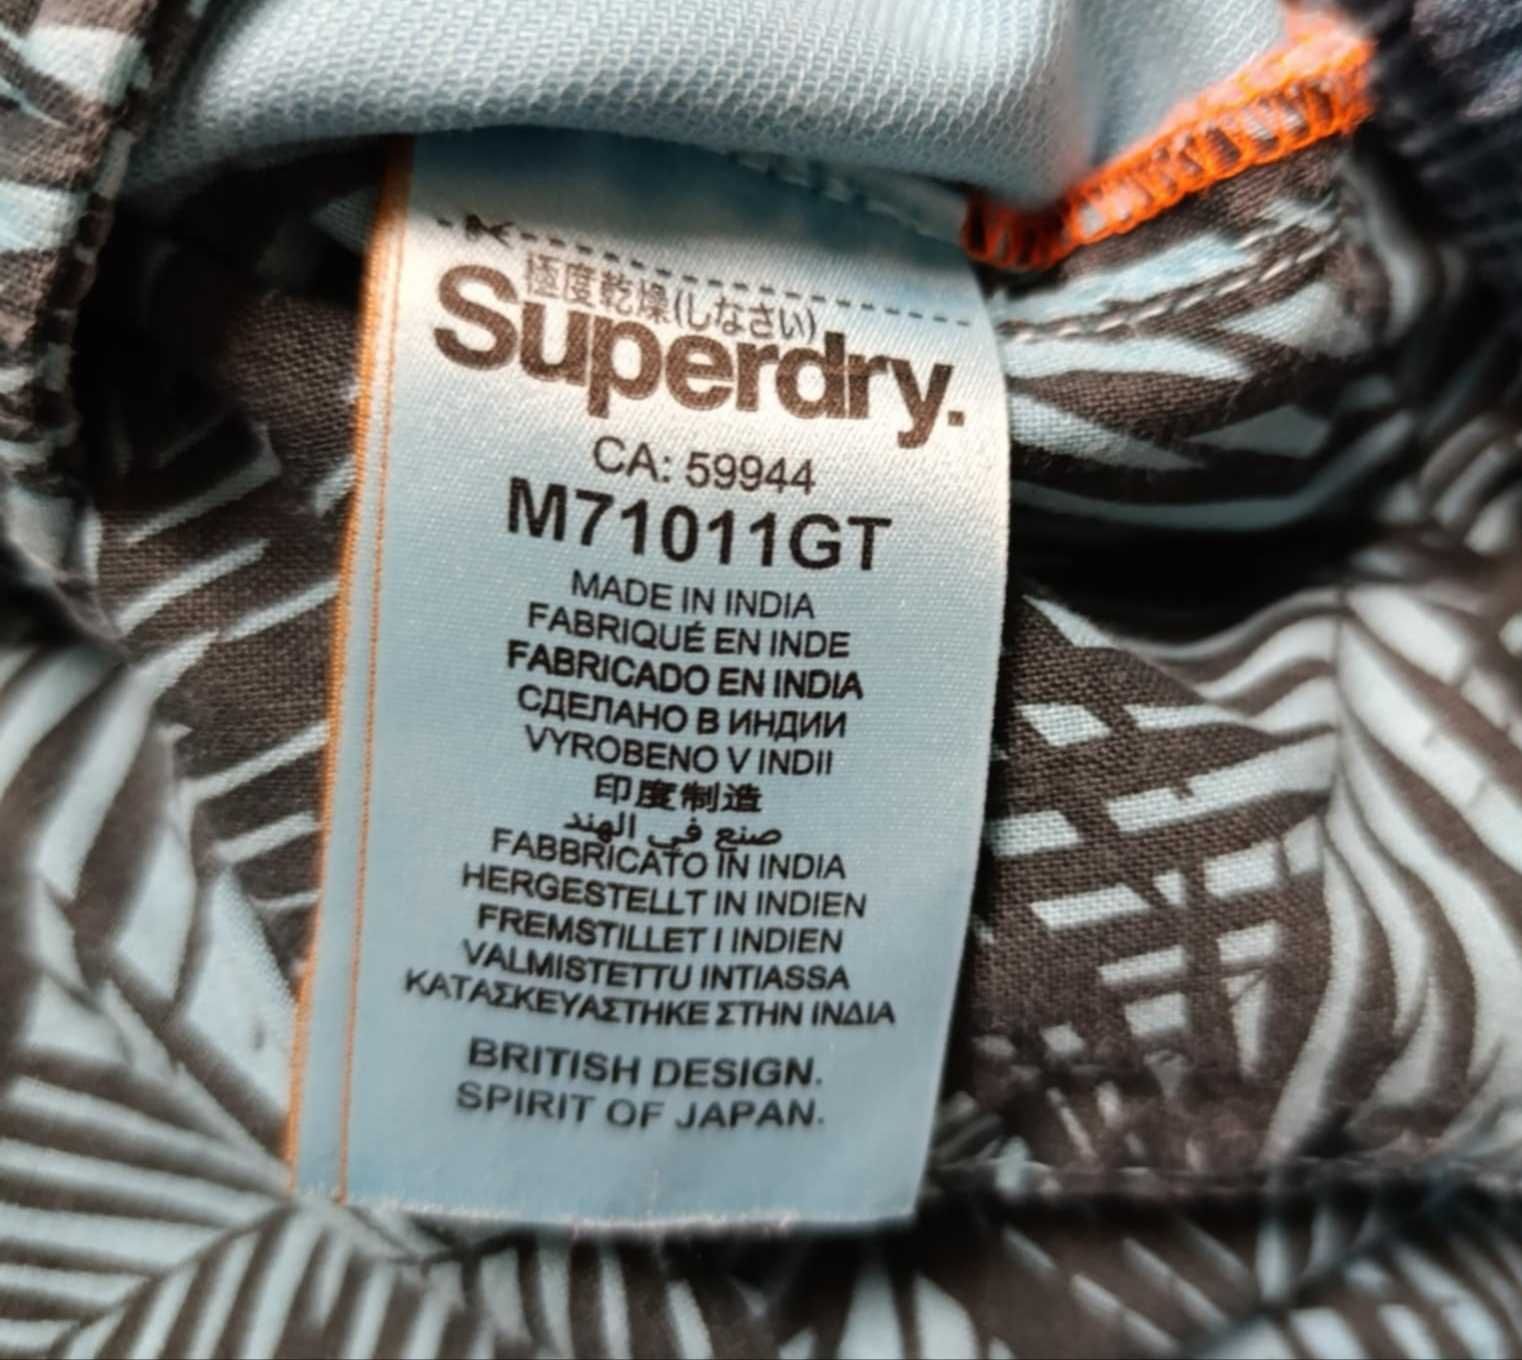 極度乾燥(しなさい)
Superdry.
CA: 59944
M71011GT
MADE IN INDIA
FABRIQUÉ EN INDE
FABRICADO EN INDIA
СДЕЛАНО В ИНДИИ
VYROBENO V INDII
印度制造
صنع في الهند
FABBRICATO IN INDIA
HERGESTELLT IN INDIEN
FREMSTILLET I INDIEN
VALMISTETTU INTIASSA
ΚΑΤΑΣΚΕΥΑΣΤΗΚΕ ΣΤΗΝ ΙΝΔΙΑ
BRITISH DESIGN.
SPIRIT OF JAPAN.